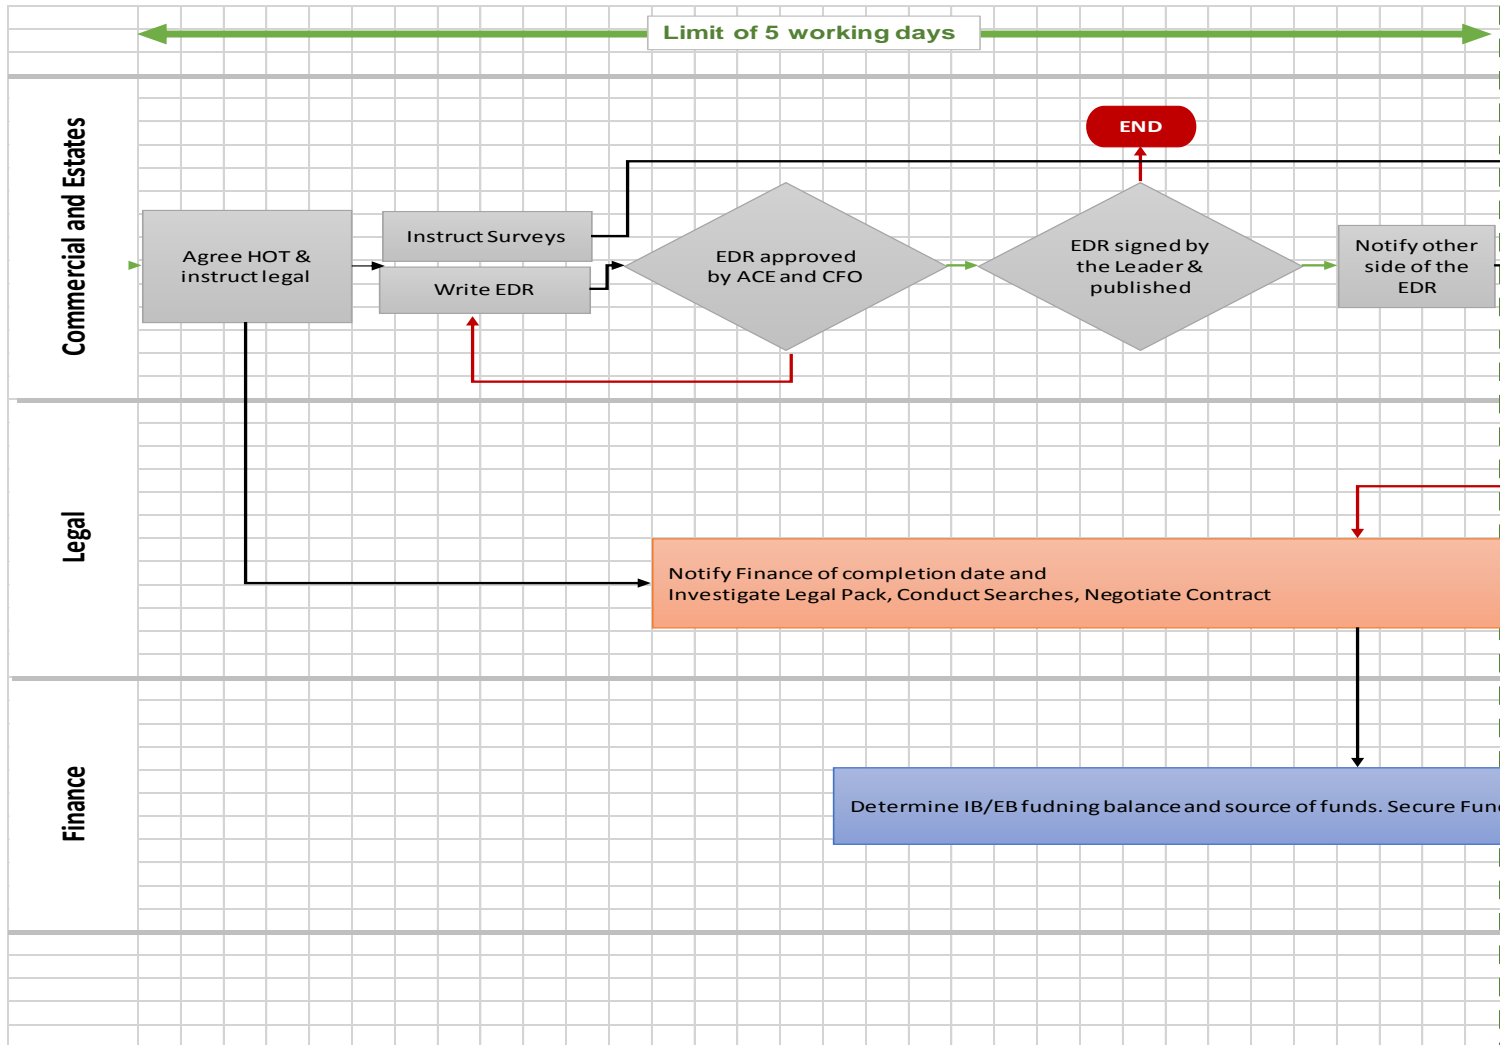 Limit of 5 working days
Commercial and Estates
END
Agree HOT &
instruct legal
Instruct Surveys
Write EDR
EDR approved
by ACE and CFO
EDR signed by
the Leader &
published
Notify other
side of the
EDR
Legal
Notify Finance of completion date and
Investigate Legal Pack, Conduct Searches, Negotiate Contract
Finance
Determine IB/EB fudning balance and source of funds. Secure